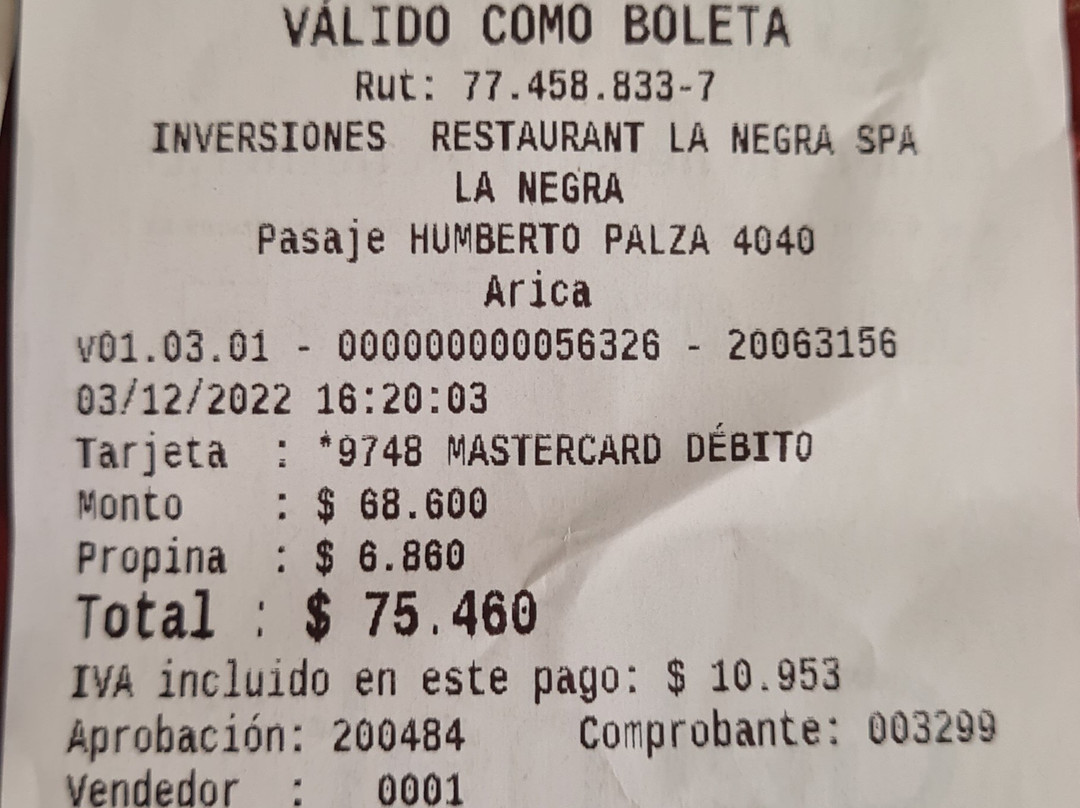 VÁLIDO COMO BOLETA
Rut: 77.458.833-7
INVERSIONES RESTAURANT LA NEGRA SPA
LA NEGRA
Pasaje HUMBERTO PALZA 4040
Arica
v01.03.01 - 000000000056326 - 20063156
03/12/2022 16:20:03
Tarjeta : *9748 MASTERCARD DÉBITO
Monto : $ 68.600
Propina : $ 6.860
Total : $ 75.460
IVA incluido en este pago: $ 10.953
Aprobación: 200484 Comprobante: 003299
Vendedor : 0001